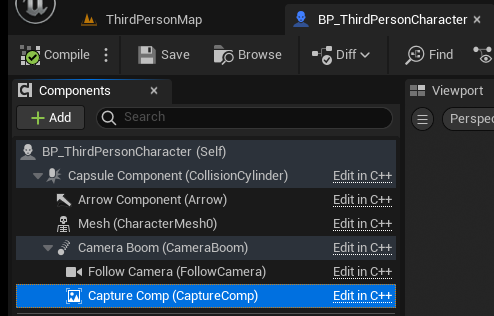 ThirdPersonMap
BP_ThirdPersonCharacter
Compile
Save
Browse
Diff
Find
Components
Viewport
Add
Search
BP_ThirdPersonCharacter (Self)
Capsule Component (CollisionCylinder) Edit in C++
Arrow Component (Arrow) Edit in C++
Mesh (CharacterMesh0) Edit in C++
Camera Boom (CameraBoom) Edit in C++
Follow Camera (FollowCamera) Edit in C++
Capture Comp (CaptureComp) Edit in C++